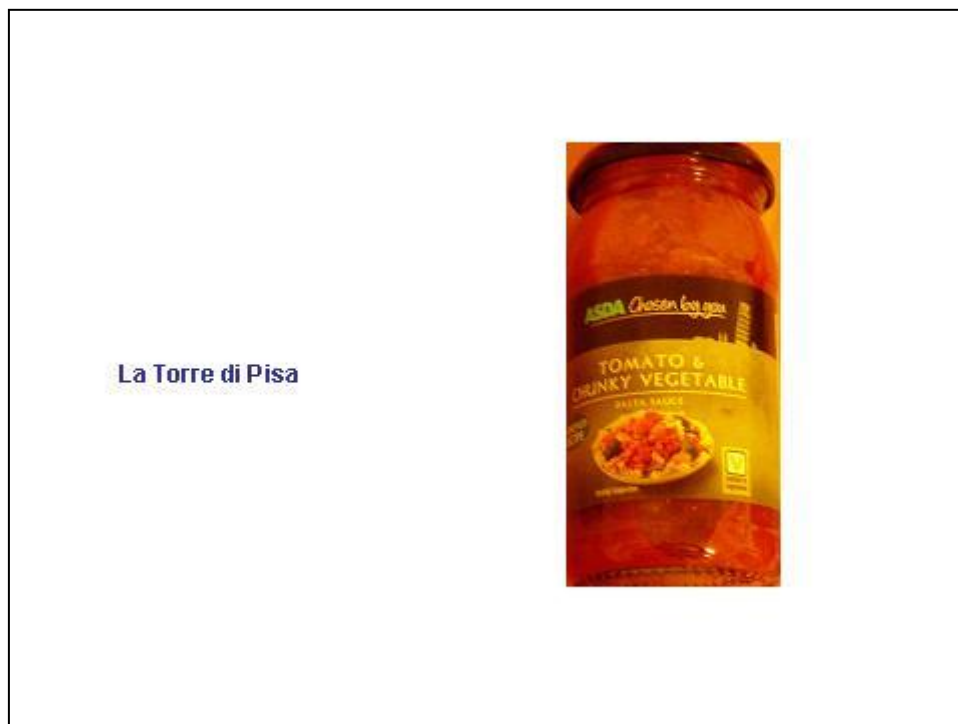 La Torre di Pisa
ASDA Chosen by you
TOMATO &
CHUNKY VEGETABLE
PASTA SAUCE